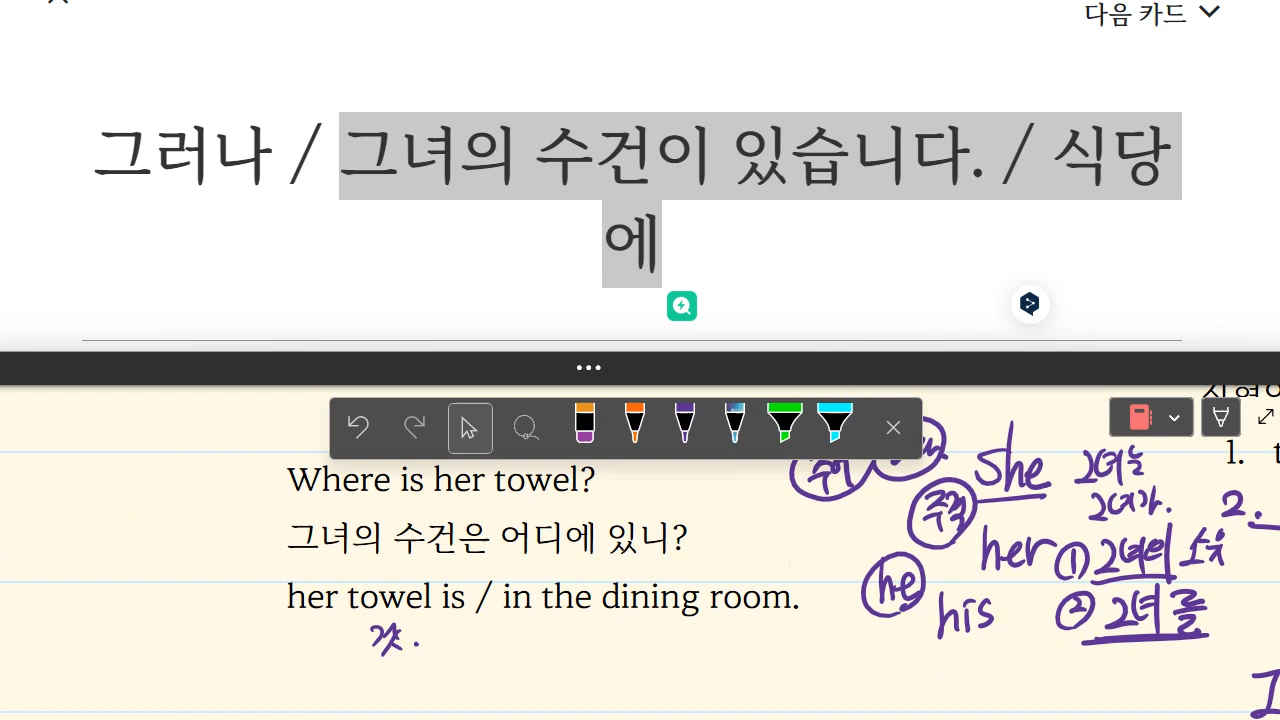 다음 카드
그러나 / 그녀의 수건이 있습니다. / 식당
에
Where is her towel?
그녀의 수건은 어디에 있니?
her towel is / in the dining room.
것.
she 그녀는
그녀가.
주격
her ① 그녀의 소유
② 그녀를
he
his
1. t
2.